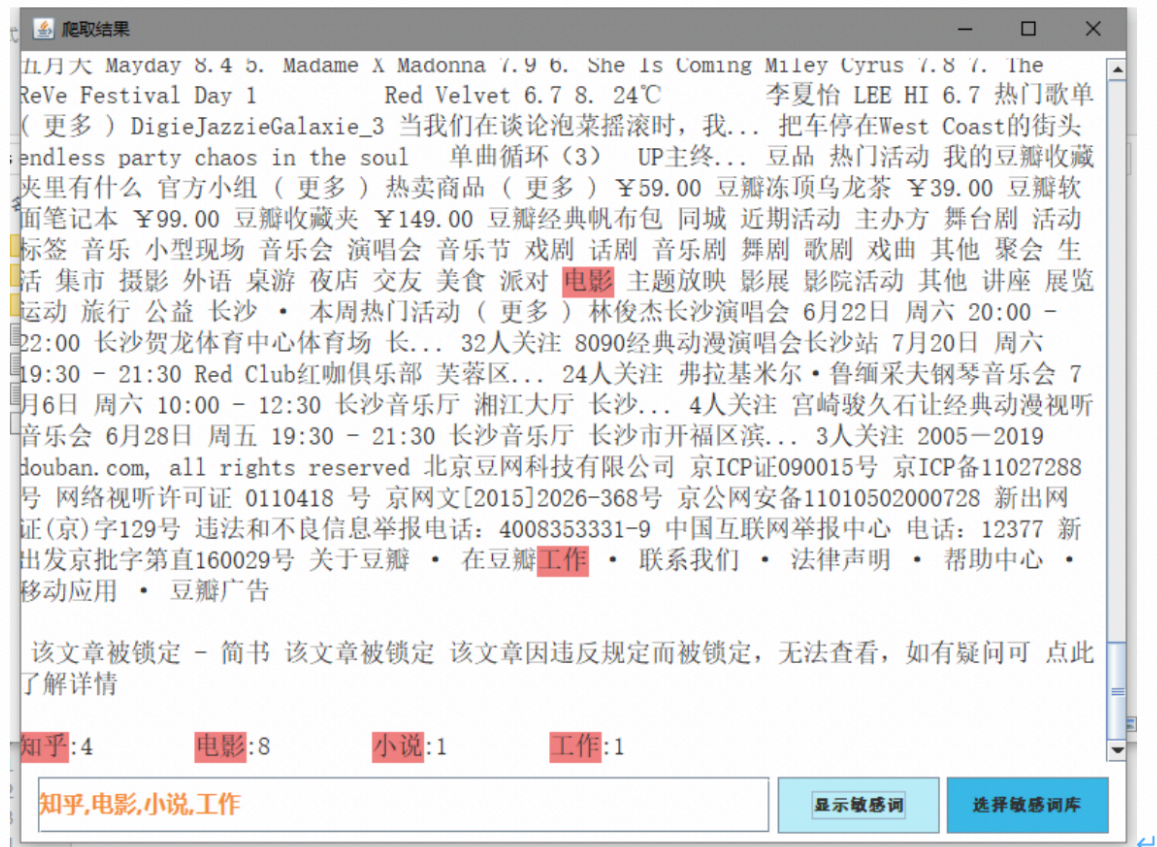 爬取结果
五月天 Mayday 8.4 5. Madame X Madonna 7.9 6. She Is Coming Miley Cyrus 7.8 7. The
ReVe Festival Day 1 Red Velvet 6.7 8. 24℃ 李夏怡 LEE HI 6.7 热门歌单
( 更多 ) DigieJazzieGalaxie_3 当我们在谈论泡菜摇滚时，我... 把车停在West Coast的街头
endless party chaos in the soul 单曲循环（3） UP主终... 豆品 热门活动 我的豆瓣收藏
夹里有什么 官方小组 ( 更多 ) 热卖商品 ( 更多 ) ¥59.00 豆瓣冻顶乌龙茶 ¥39.00 豆瓣软
面笔记本 ¥99.00 豆瓣收藏夹 ¥149.00 豆瓣经典帆布包 同城 近期活动 主办方 舞台剧 活动
标签 音乐 小型现场 音乐会 演唱会 音乐节 戏剧 话剧 音乐剧 舞剧 歌剧 戏曲 其他 聚会 生
活 集市 摄影 外语 桌游 夜店 交友 美食 派对 电影 主题放映 影展 影院活动 其他 讲座 展览
运动 旅行 公益 长沙 • 本周热门活动 ( 更多 ) 林俊杰长沙演唱会 6月22日 周六 20:00 -
22:00 长沙贺龙体育中心体育场 长... 32人关注 8090经典动漫演唱会长沙站 7月20日 周六
19:30 - 21:30 Red Club红咖俱乐部 芙蓉区... 24人关注 弗拉基米尔•鲁缅采夫钢琴音乐会 7
月6日 周六 10:00 - 12:30 长沙音乐厅 湘江大厅 长沙... 4人关注 宫崎骏久石让经典动漫视听
音乐会 6月28日 周五 19:30 - 21:30 长沙音乐厅 长沙市开福区滨... 3人关注 2005－2019
douban.com, all rights reserved 北京豆网科技有限公司 京ICP证090015号 京ICP备11027288
号 网络视听许可证 0110418 号 京网文[2015]2026-368号 京公网安备11010502000728 新出网
证(京)字129号 违法和不良信息举报电话：4008353331-9 中国互联网举报中心 电话：12377 新
出发京批字第直160029号 关于豆瓣 • 在豆瓣工作 • 联系我们 • 法律声明 • 帮助中心 •
移动应用 • 豆瓣广告
该文章被锁定 - 简书 该文章被锁定 该文章因违反规定而被锁定，无法查看，如有疑问可 点此
了解详情
知乎:4 电影:8 小说:1 工作:1
知乎,电影,小说,工作 显示敏感词 选择敏感词库